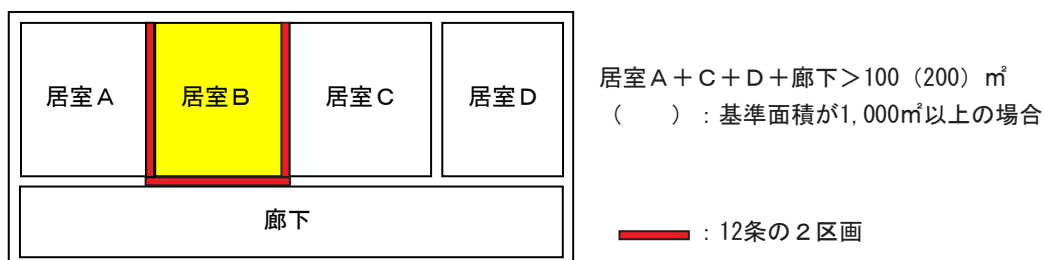 居室A
居室B
居室C
居室D
廊下
居室A＋C＋D＋廊下＞100（200）㎡
（　　）：基準面積が1,000㎡以上の場合
：12条の２区画